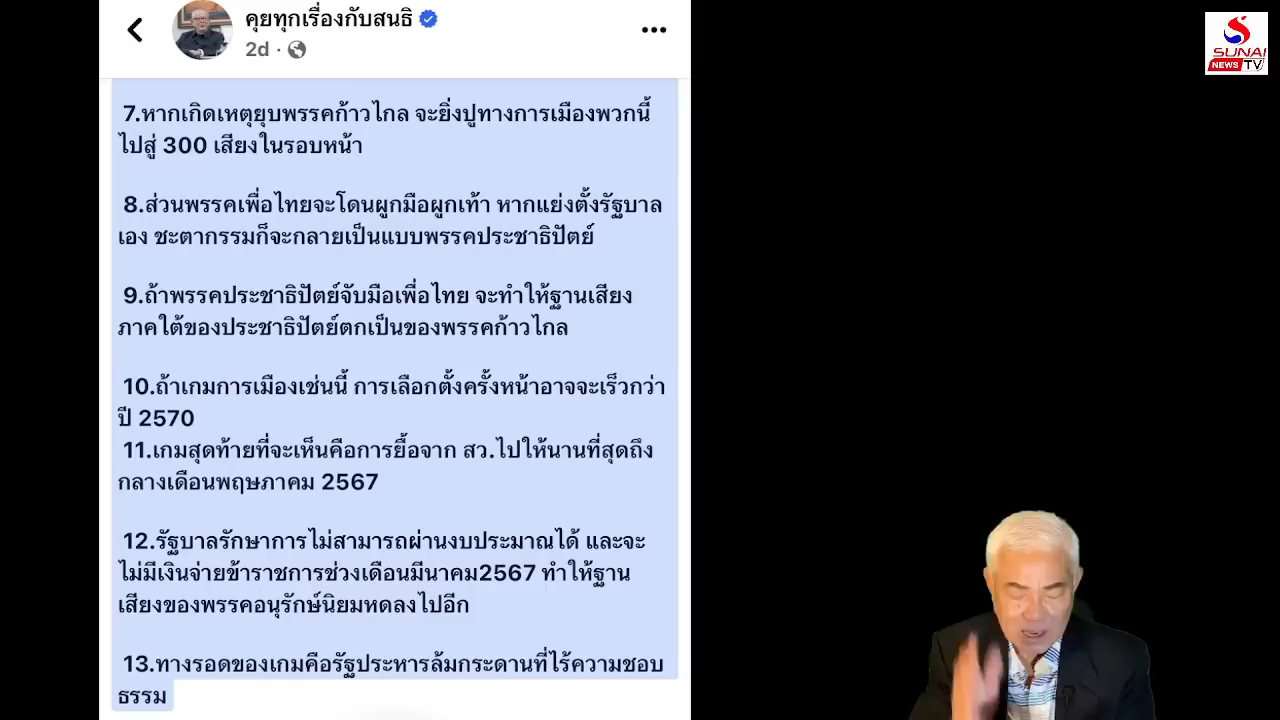 คุยทุกเรื่องกับสนธิ
2d
SUNAI
NEWS TV
7.หากเกิดเหตุยุบพรรคก้าวไกล จะยิ่งปูทางการเมืองพวกนี้
ไปสู่ 300 เสียงในรอบหน้า
8.ส่วนพรรคเพื่อไทยจะโดนผูกมือผูกเท้า หากแย่งตั้งรัฐบาล
เอง ชะตากรรมก็จะกลายเป็นแบบพรรคประชาธิปัตย์
9.ถ้าพรรคประชาธิปัตย์จับมือเพื่อไทย จะทำให้ฐานเสียง
ภาคใต้ของประชาธิปัตย์ตกเป็นของพรรคก้าวไกล
10.ถ้าเกมการเมืองเช่นนี้ การเลือกตั้งครั้งหน้าอาจจะเร็วกว่า
ปี 2570
11.เกมสุดท้ายที่จะเห็นคือการยื้อจาก สว.ไปให้นานที่สุดถึง
กลางเดือนพฤษภาคม 2567
12.รัฐบาลรักษาการไม่สามารถผ่านงบประมาณได้ และจะ
ไม่มีเงินจ่ายข้าราชการช่วงเดือนมีนาคม2567 ทำให้ฐาน
เสียงของพรรคอนุรักษ์นิยมหดลงไปอีก
13.ทางรอดของเกมคือรัฐประหารล้มกระดานที่ไร้ความชอบ
ธรรม